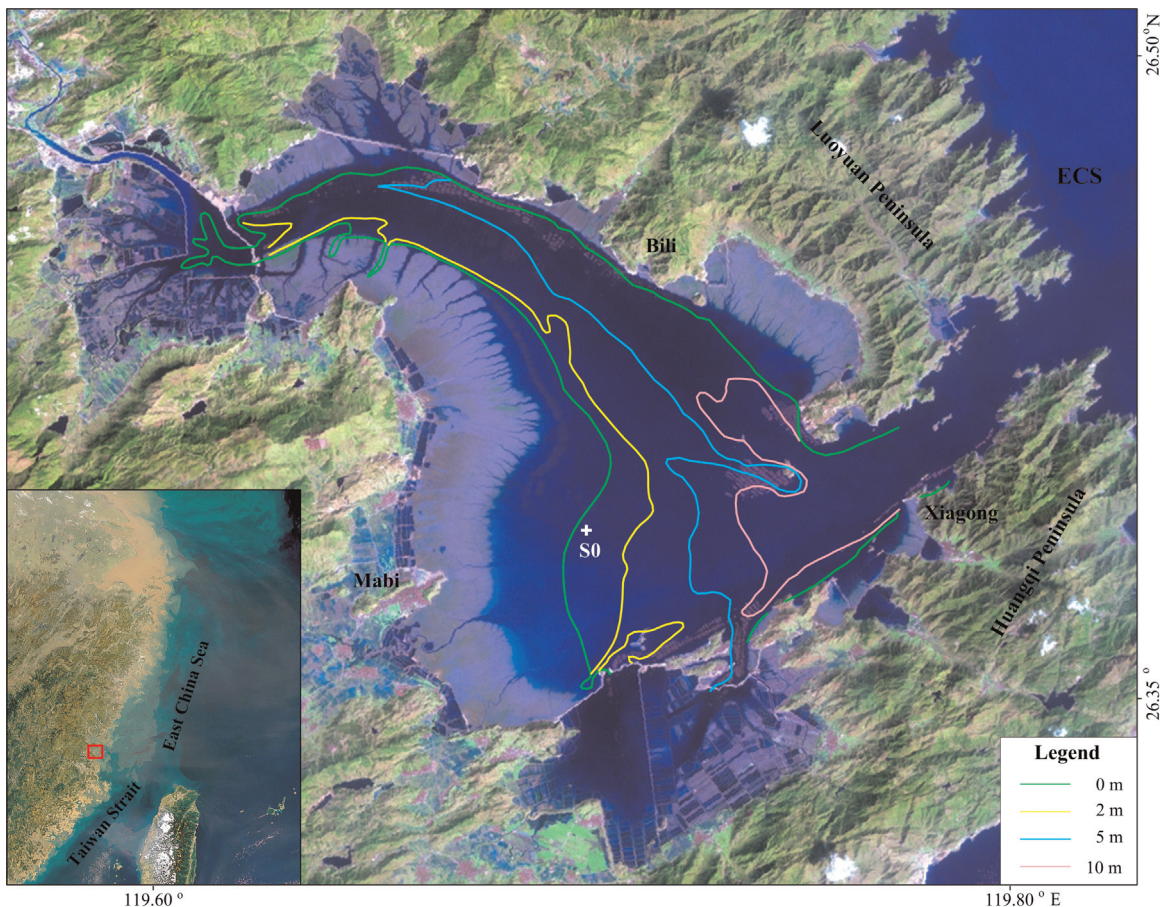 26.50 °N
Luoyuan Peninsula
ECS
Bili
Xiagong
S0
Huangqi Peninsula
Mabi
East China Sea
Taiwan Strait
26.35 °
Legend
0 m
2 m
5 m
10 m
119.60 °
119.80 ° E